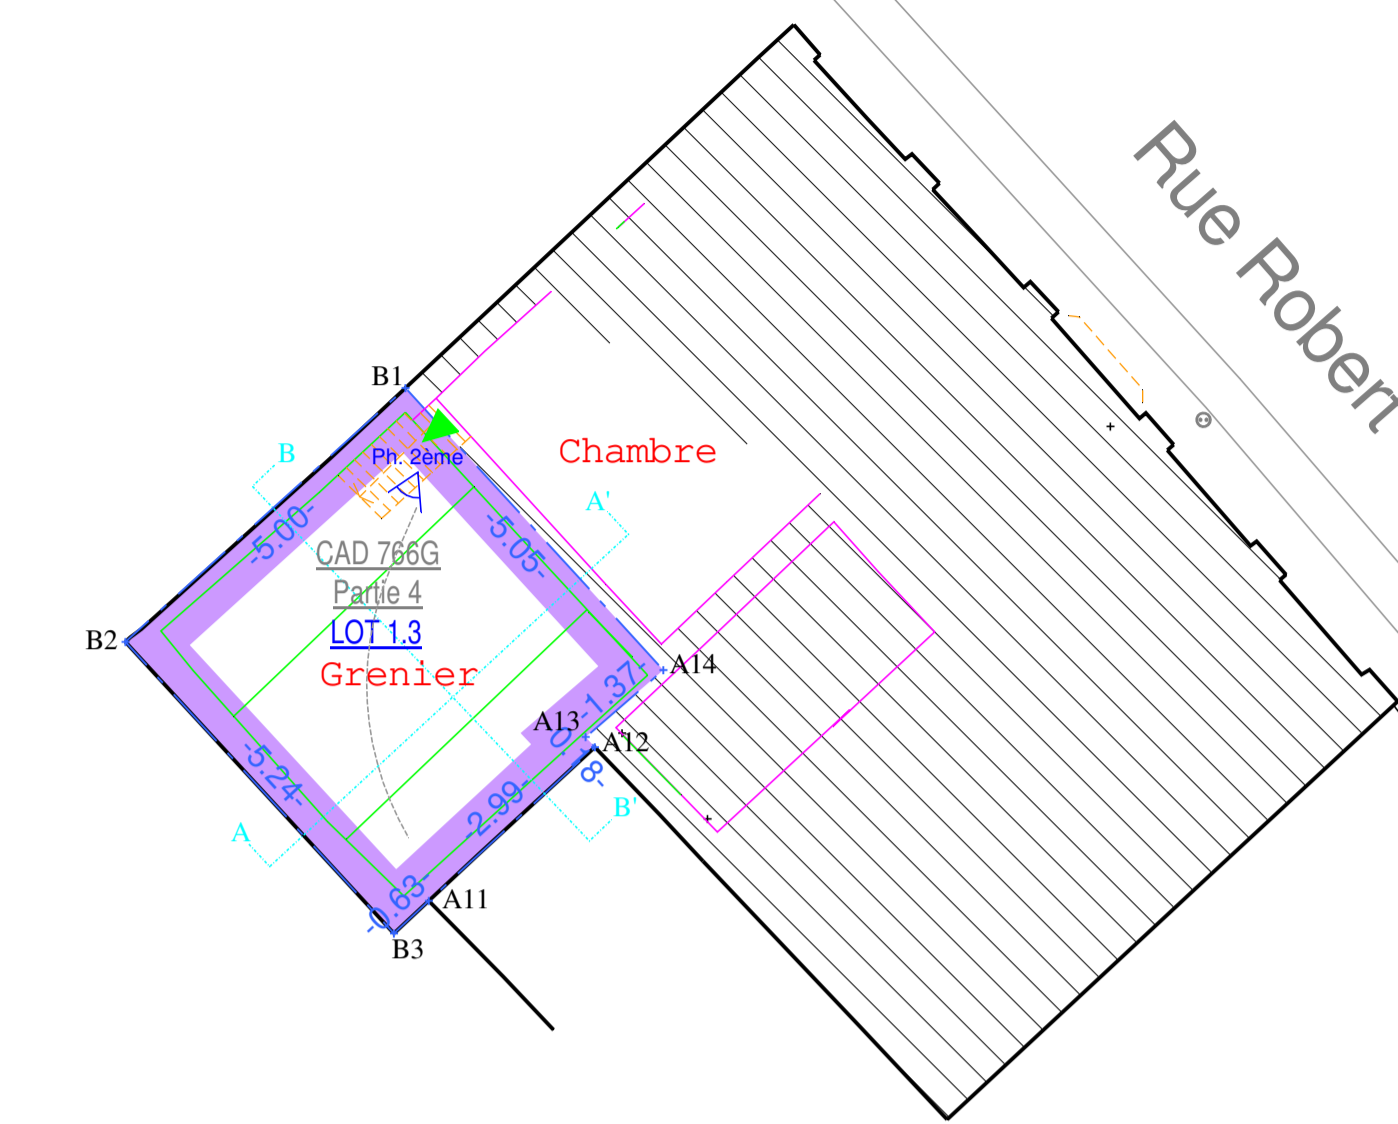 Rue Robert
B1
B
Ph. 2ème
Chambre
A'
-5.00-
-5.05-
CAD 766G
Partie 4
LOT 1.3
Grenier
B2
A14
-1.37-
A13
A12
-5.24-
-2.99-
B'
A
-0.63-
A11
B3